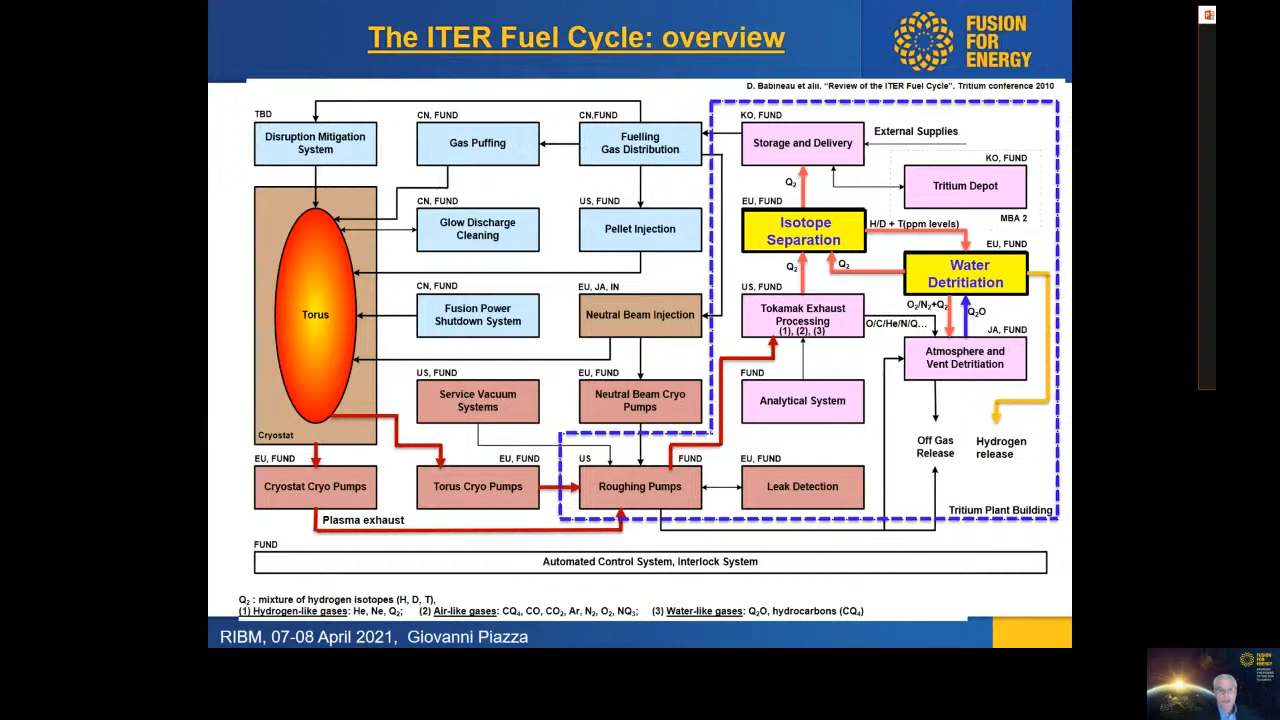 The ITER Fuel Cycle: overview
FUSION
FOR
ENERGY
D. Babineau et alii. "Review of the ITER Fuel Cycle". Tritium conference 2010
TBD
Disruption Mitigation
System
CN, FUND
Gas Puffing
CN,FUND
Fuelling
Gas Distribution
KO, FUND
Storage and Delivery
External Supplies
KO, FUND
Tritium Depot
MBA 2
Q₂
CN, FUND
Glow Discharge
Cleaning
US, FUND
Pellet Injection
EU, FUND
Isotope
Separation
H/D + T(ppm levels)
EU, FUND
Water
Detritiation
Q₂
Q₂
O₂/N₂+Q₂
Q₂O
Torus
CN, FUND
Fusion Power
Shutdown System
EU, JA, IN
Neutral Beam Injection
US, FUND
Tokamak Exhaust
Processing
(1), (2), (3)
O/C/He/N/Q...
JA, FUND
Atmosphere and
Vent Detritiation
US, FUND
Service Vacuum
Systems
EU, FUND
Neutral Beam Cryo
Pumps
FUND
Analytical System
Off Gas
Release
Hydrogen
release
Cryostat
EU, FUND
Cryostat Cryo Pumps
EU, FUND
Torus Cryo Pumps
US
FUND
Roughing Pumps
EU, FUND
Leak Detection
Plasma exhaust
Tritium Plant Building
FUND
Automated Control System, Interlock System
Q₂ : mixture of hydrogen isotopes (H, D, T),
(1) Hydrogen-like gases: He, Ne, Q₂; (2) Air-like gases: CQ₄, CO, CO₂, Ar, N₂, O₂, NQ₃; (3) Water-like gases: Q₂O, hydrocarbons (CQ₄)
RIBM, 07-08 April 2021, Giovanni Piazza
FUSION
FOR
ENERGY